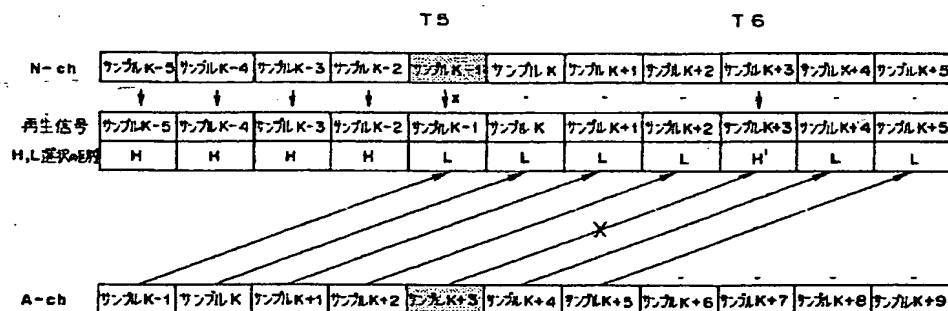 T5 T6
N-ch サンプルK-5 サンプルK-4 サンプルK-3 サンプルK-2 サンプルK-1 サンプルK サンプルK+1 サンプルK+2 サンプルK+3 サンプルK+4 サンプルK+5
x - - - - -
再生信号 サンプルK-5 サンプルK-4 サンプルK-3 サンプルK-2 サンプルK-1 サンプルK サンプルK+1 サンプルK+2 サンプルK+3 サンプルK+4 サンプルK+5
H,L選択の H H H H L L L L H' L L
X
- - - -
A-ch サンプルK-1 サンプルK サンプルK+1 サンプルK+2 サンプルK+3 サンプルK+4 サンプルK+5 サンプルK+6 サンプルK+7 サンプルK+8 サンプルK+9